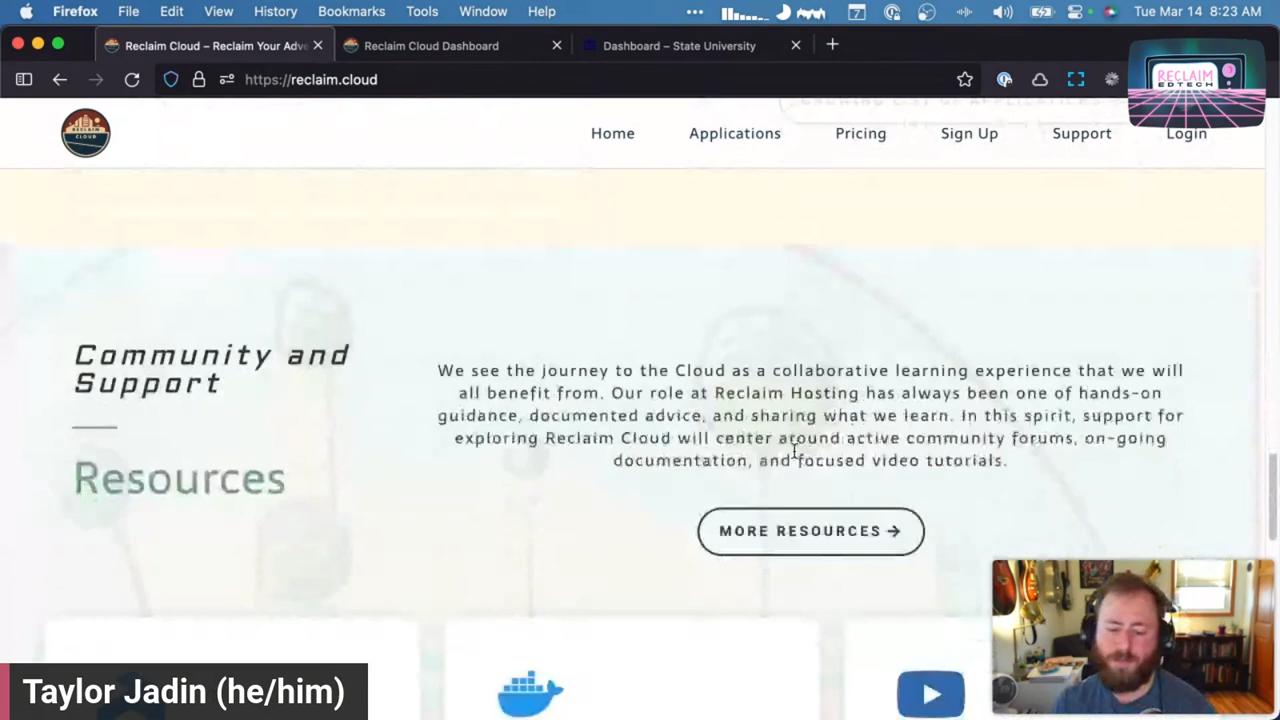 Firefox File Edit View History Bookmarks Tools Window Help
7
Tue Mar 14 8:23 AM
Reclaim Cloud – Reclaim Your Adve
Reclaim Cloud Dashboard
Dashboard – State University
https://reclaim.cloud
RECLAIM
EDTECH
RECLAIM
CLOUD
Home Applications Pricing Sign Up Support Login
Community and
Support
Resources
We see the journey to the Cloud as a collaborative learning experience that we will
all benefit from. Our role at Reclaim Hosting has always been one of hands-on
guidance, documented advice, and sharing what we learn. In this spirit, support for
exploring Reclaim Cloud will center around active community forums, on-going
documentation, and focused video tutorials.
MORE RESOURCES →
Taylor Jadin (he/him)